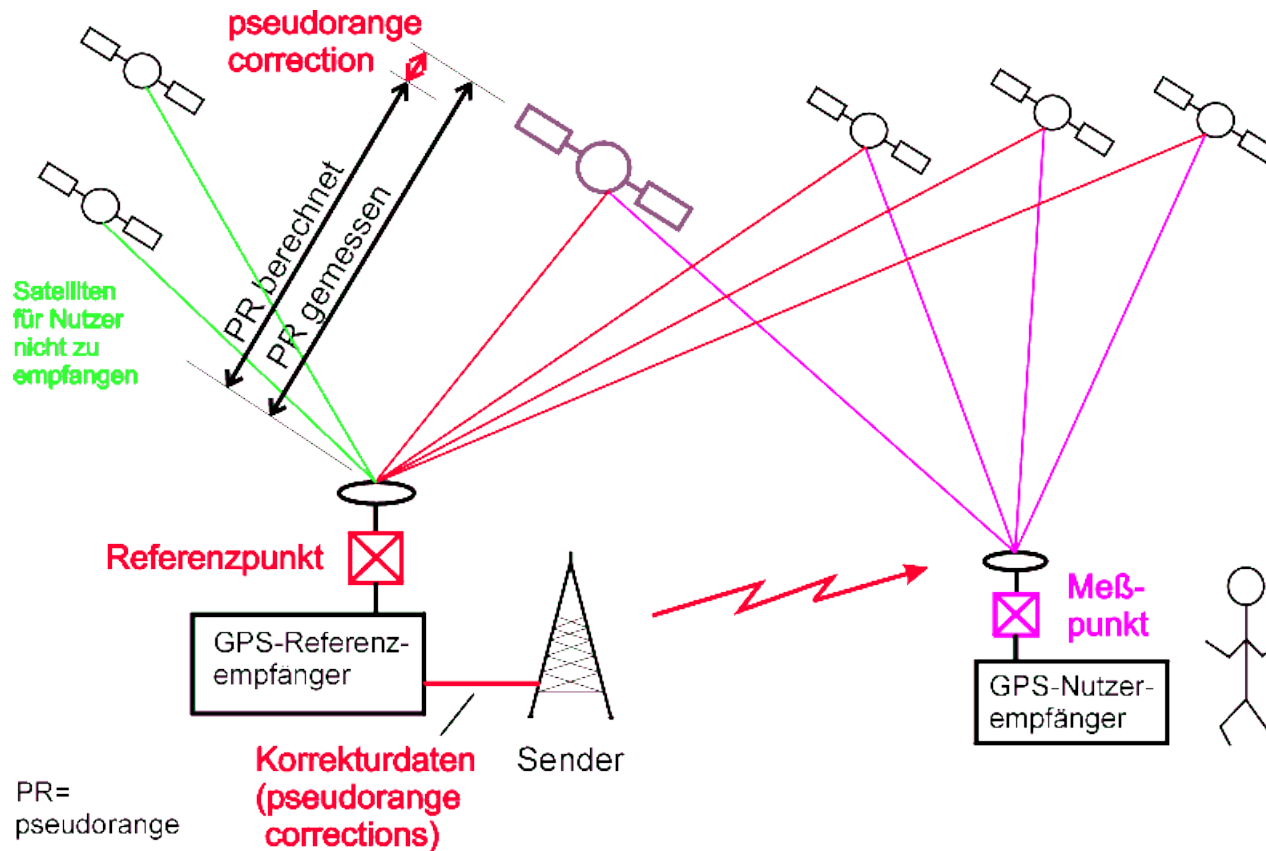 pseudorange
correction
PR berechnet
PR gemessen
Satelliten
für Nutzer
nicht zu
empfangen
Referenzpunkt
Meß-
punkt
GPS-Referenz-
empfänger
GPS-Nutzer-
empfänger
Sender
Korrekturdaten
(pseudorange
corrections)
PR=
pseudorange